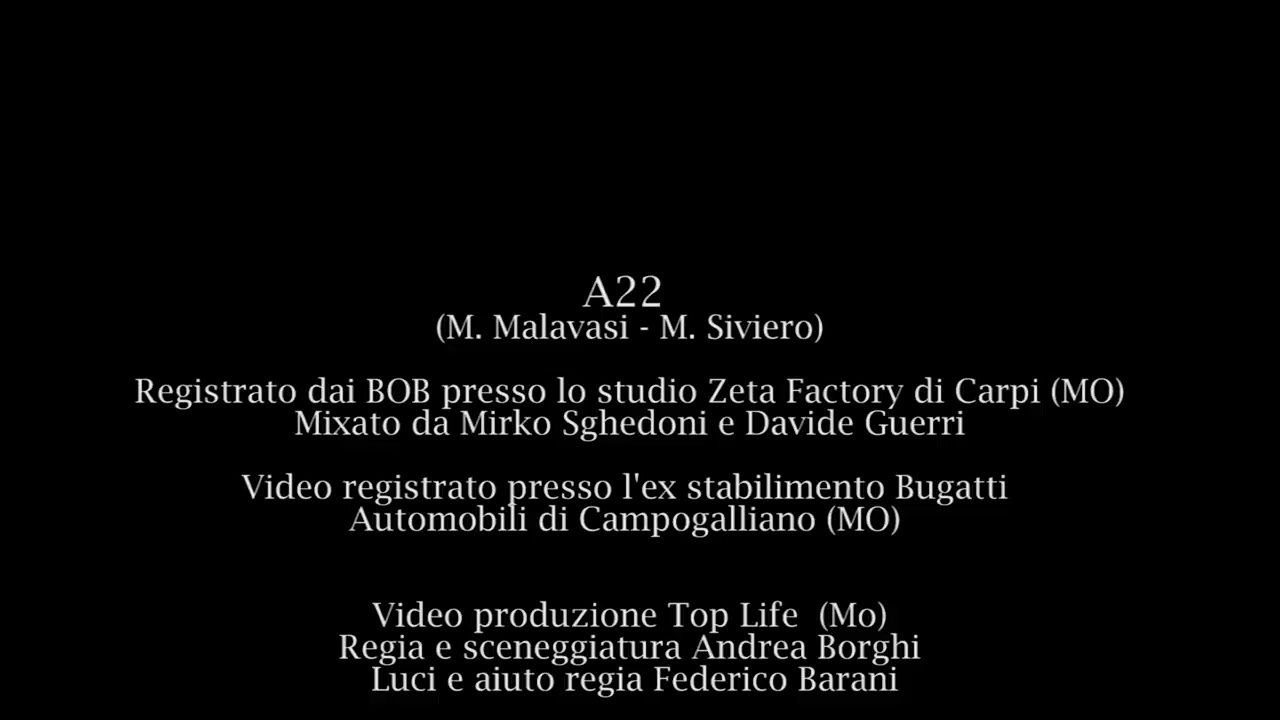 A22
(M. Malavasi - M. Siviero)
Registrato dai BOB presso lo studio Zeta Factory di Carpi (MO)
Mixato da Mirko Sghedoni e Davide Guerri
Video registrato presso l'ex stabilimento Bugatti
Automobili di Campogalliano (MO)
Video produzione Top Life  (Mo)
Regia e sceneggiatura Andrea Borghi
Luci e aiuto regia Federico Barani